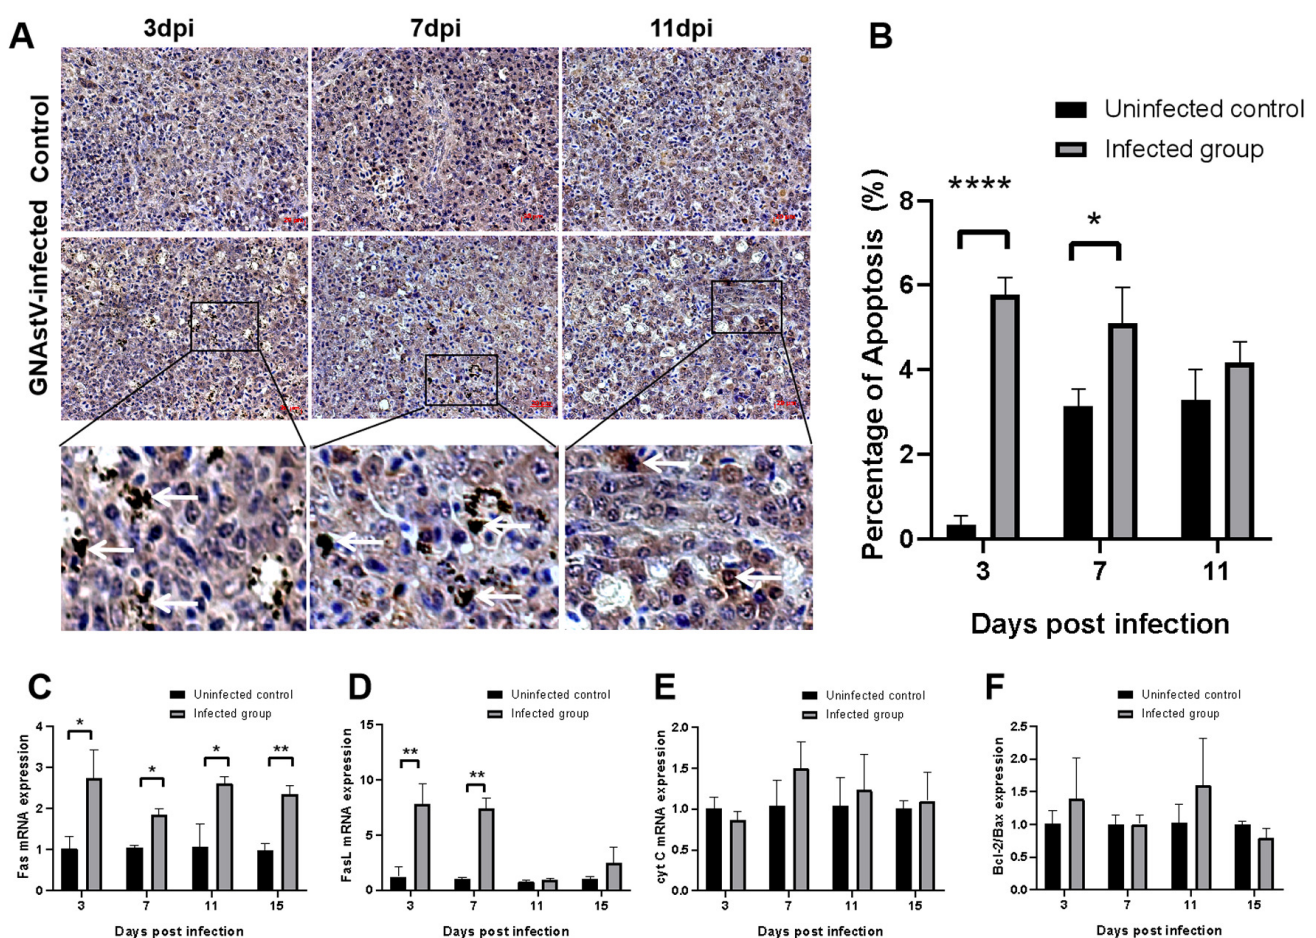 A
3dpi
7dpi
11dpi
Control
GNAstV-infected
B
Uninfected control
Infected group
Percentage of Apoptosis (%)
8
6
4
2
0
****
*
3
7
11
Days post infection
C
Uninfected control
Infected group
Fas mRNA expression
4
3
2
1
0
*
*
*
**
3
7
11
15
Days post infection
D
Uninfected control
Infected group
FasL mRNA expression
15
10
5
0
**
**
3
7
11
15
Days post infection
E
Uninfected control
Infected group
cyt C mRNA expression
2.0
1.5
1.0
0.5
0.0
3
7
11
15
Days post infection
F
Uninfected control
Infected group
Bcl-2/Bax expression
2.5
2.0
1.5
1.0
0.5
0.0
3
7
11
15
Days post infection